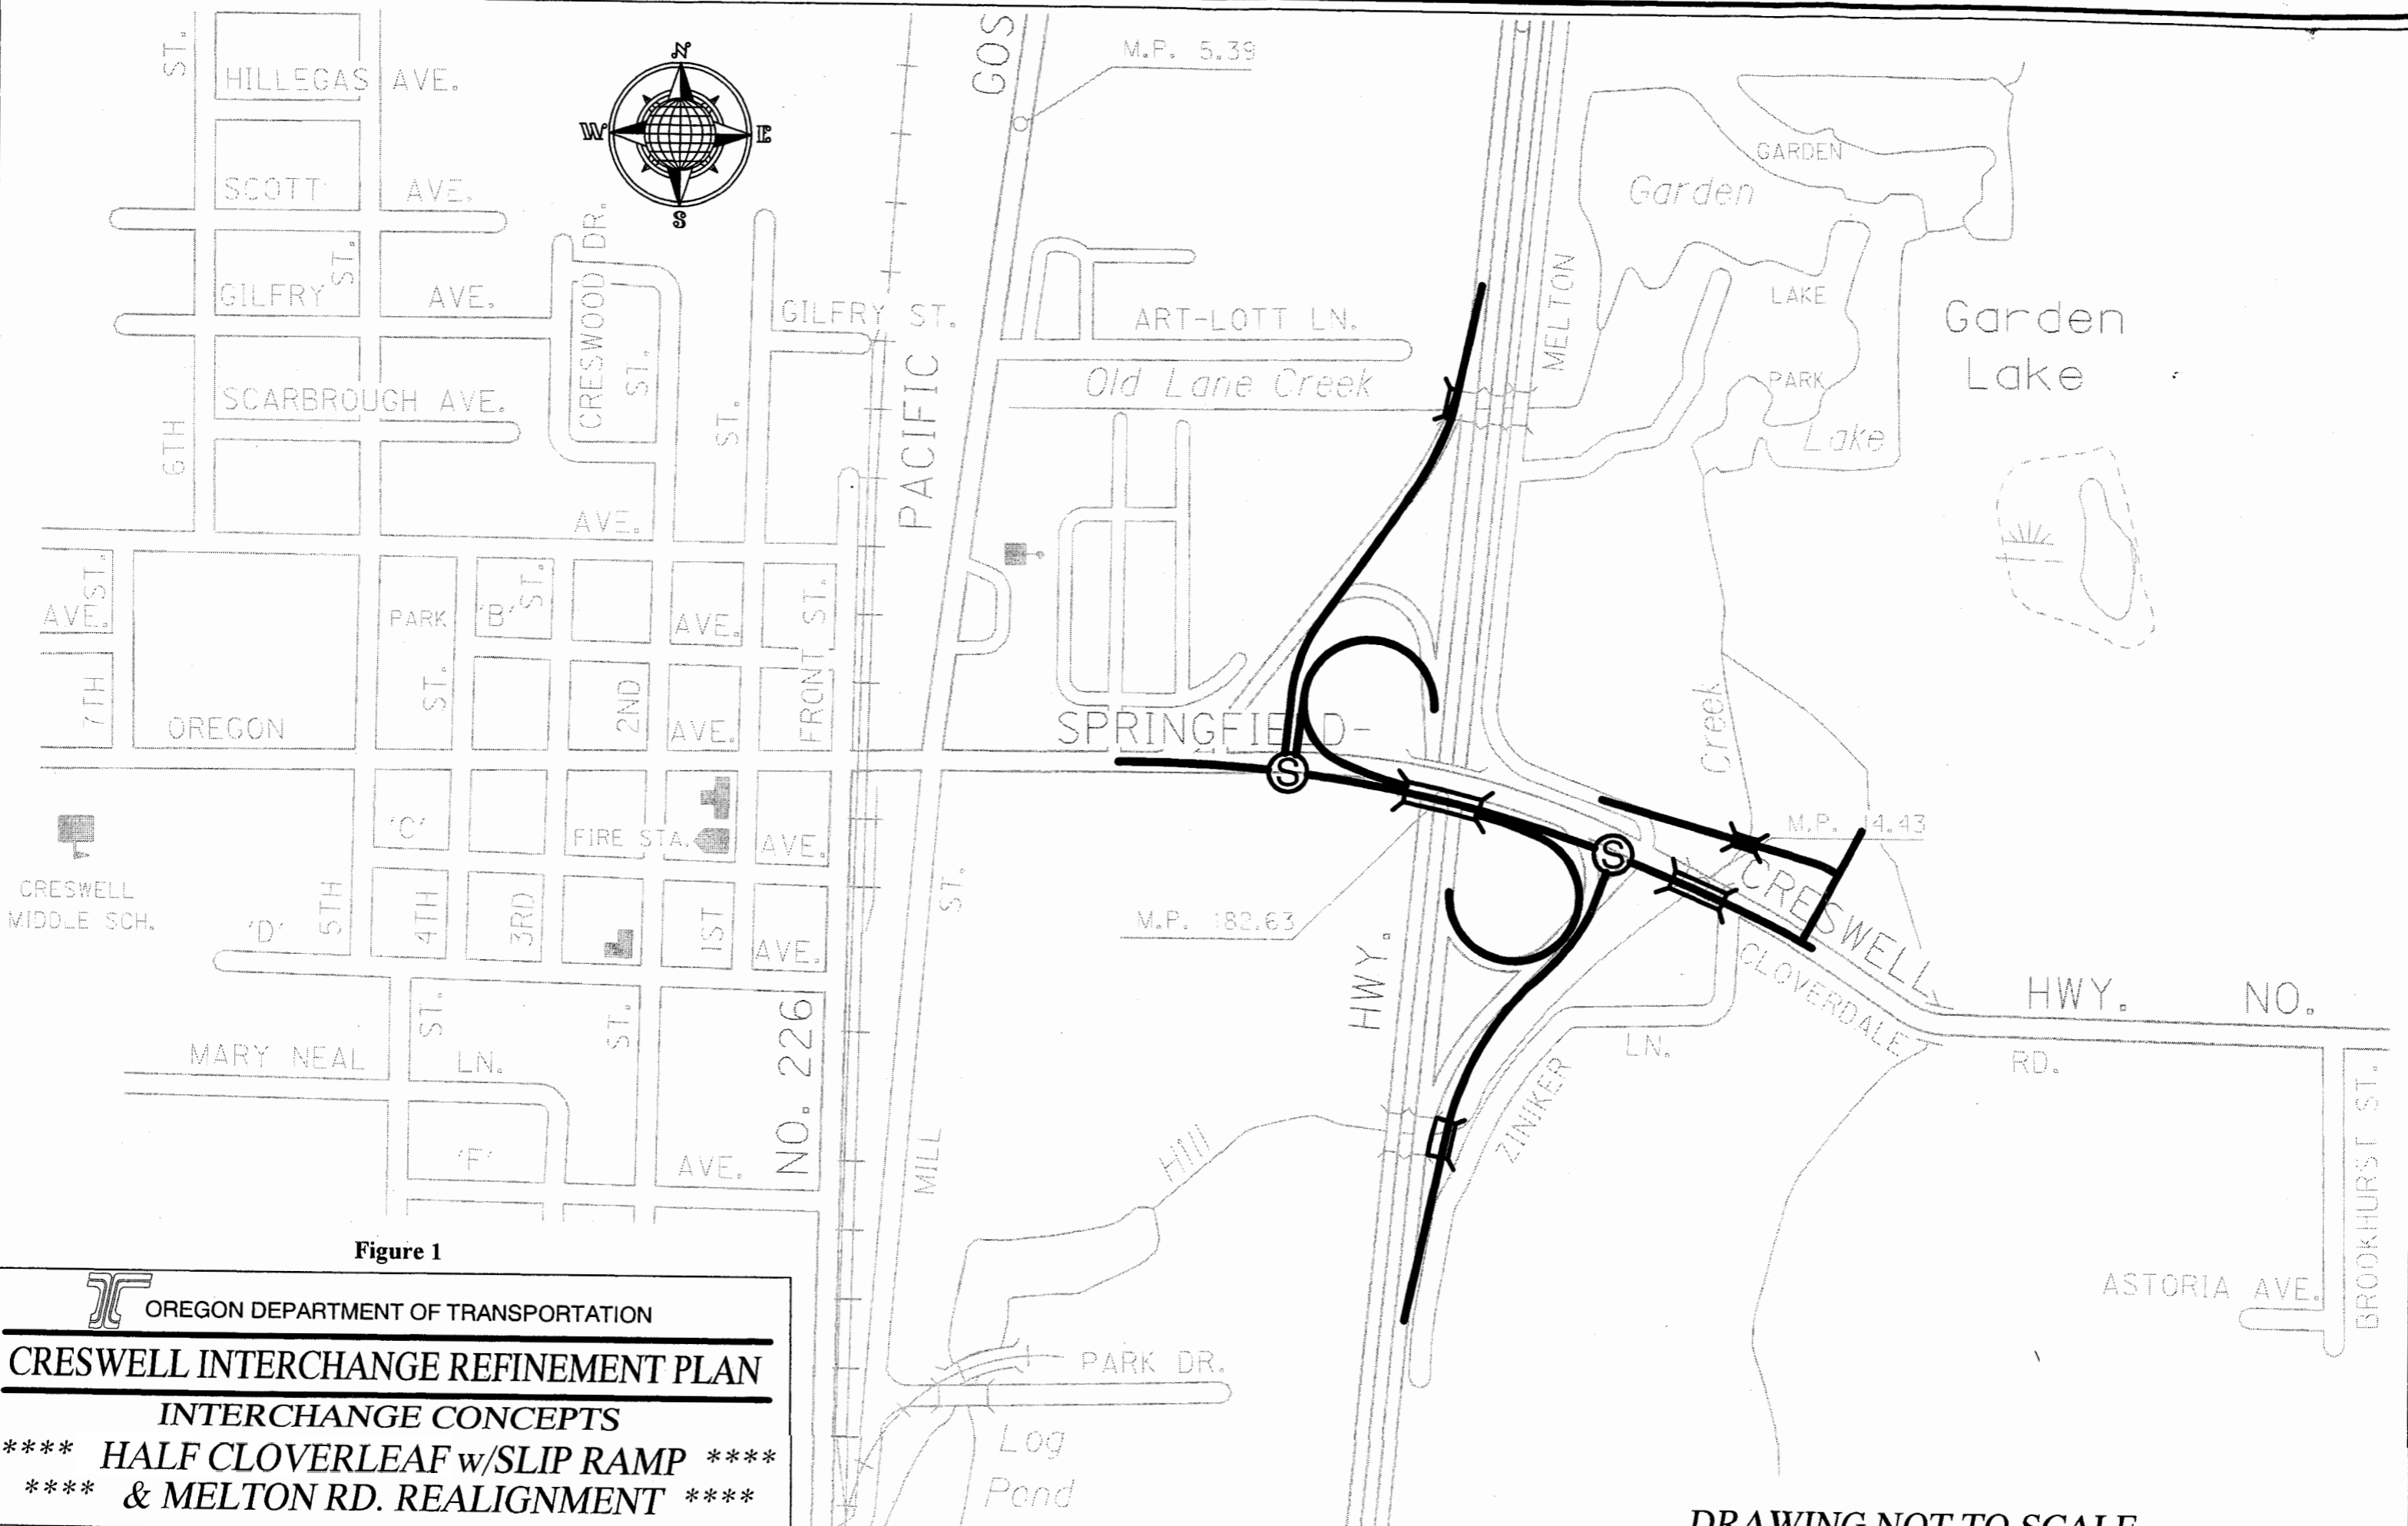 N
W
E
S
ST.
HILLEGAS AVE.
SCOTT AVE.
ST.
GILFRY AVE.
SCARBROUGH AVE.
6TH
CRESWOOD DR.
ST.
ST.
GILFRY ST.
PACIFIC
GOS
M.P. 5.39
ART-LOTT LN.
Old Lane Creek
MELTON
GARDEN
Garden
LAKE
PARK
Lake
Garden
Lake
AVE.
ST.
AVE.
7TH
OREGON
PARK
ST.
'B'
ST.
2ND
AVE.
AVE.
FRONT ST.
SPRINGFIELD-
S
S
Creek
M.P. 14.43
CRESWELL
CLOVERDALE
HWY. NO.
RD.
CRESWELL
MIDDLE SCH.
'C'
FIRE STA.
AVE.
'D'
5TH
4TH
3RD
1ST
AVE.
ST.
M.P. 182.63
HWY.
LN.
ZINIKER
MARY NEAL LN.
ST.
ST.
'F'
AVE.
NO. 226
MILL
Hill
PARK DR.
Log
Pond
ASTORIA AVE.
BROOKHURST ST.
Figure 1
OREGON DEPARTMENT OF TRANSPORTATION
CRESWELL INTERCHANGE REFINEMENT PLAN
INTERCHANGE CONCEPTS
**** HALF CLOVERLEAF w/SLIP RAMP ****
**** & MELTON RD. REALIGNMENT ****
DRAWING NOT TO SCALE